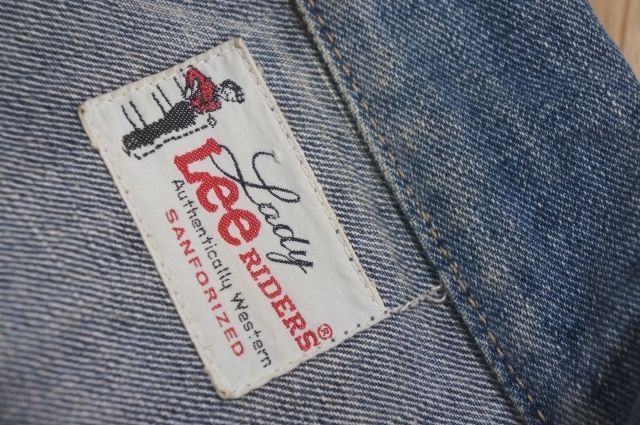 Lady
Lee RIDERS®
Authentically Western
SANFORIZED